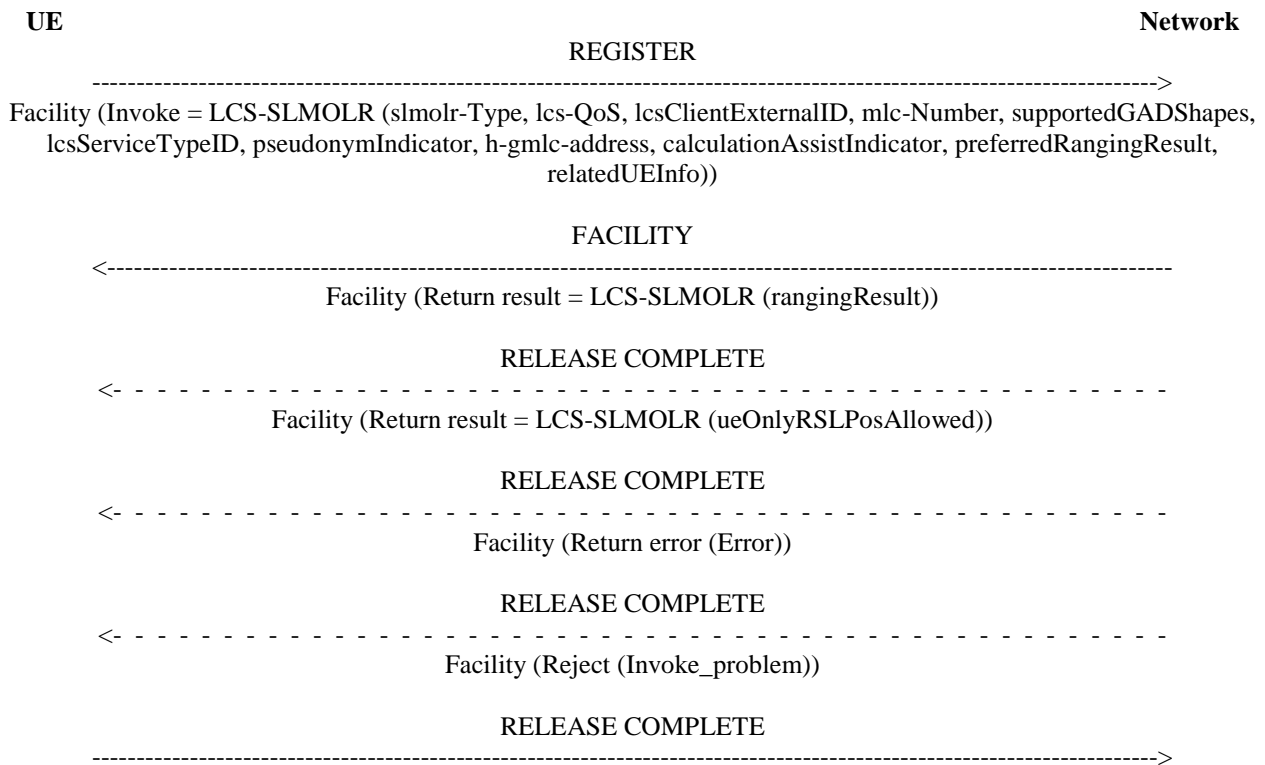 UE Network
REGISTER
------------------------------------------------------------------------------------------------------------------------>
Facility (Invoke = LCS-SLMOLR (slmolr-Type, lcs-QoS, lcsClientExternalID, mlc-Number, supportedGADShapes,
lcsServiceTypeID, pseudonymIndicator, h-gmlc-address, calculationAssistIndicator, preferredRangingResult,
relatedUEInfo))
FACILITY
<------------------------------------------------------------------------------------------------------------------------
Facility (Return result = LCS-SLMOLR (rangingResult))
RELEASE COMPLETE
<- - - - - - - - - - - - - - - - - - - - - - - - - - - - - - - - - - - - - - - -
Facility (Return result = LCS-SLMOLR (ueOnlyRSLPosAllowed))
RELEASE COMPLETE
<- - - - - - - - - - - - - - - - - - - - - - - - - - - - - - - - - - - - - - - -
Facility (Return error (Error))
RELEASE COMPLETE
<- - - - - - - - - - - - - - - - - - - - - - - - - - - - - - - - - - - - - - - -
Facility (Reject (Invoke_problem))
RELEASE COMPLETE
------------------------------------------------------------------------------------------------------------------------>